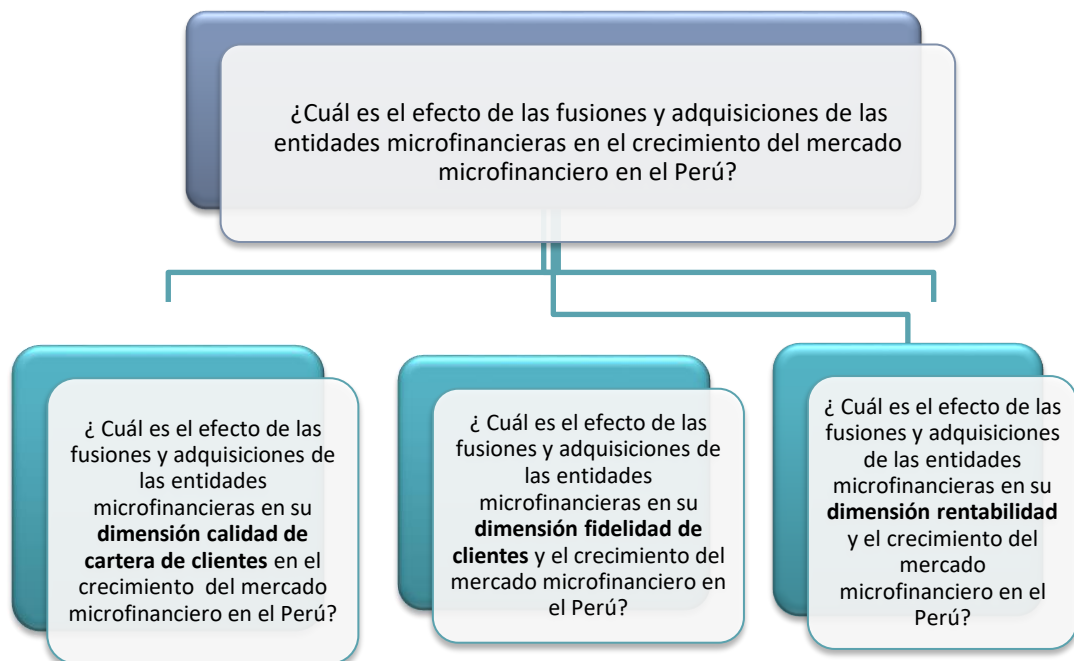 ¿Cuál es el efecto de las fusiones y adquisiciones de las
entidades microfinancieras en el crecimiento del mercado
microfinanciero en el Perú?
¿ Cuál es el efecto de las
fusiones y adquisiciones de
las entidades
microfinancieras en su
dimensión calidad de
cartera de clientes en el
crecimiento  del mercado
microfinanciero en el Perú?
¿ Cuál es el efecto de las
fusiones y adquisiciones de
las entidades
microfinancieras en su
dimensión fidelidad de
clientes y el crecimiento del
mercado microfinanciero en
el Perú?
¿ Cuál es el efecto de las
fusiones y adquisiciones
de las entidades
microfinancieras en su
dimensión rentabilidad
y el crecimiento del
mercado
microfinanciero en el
Perú?